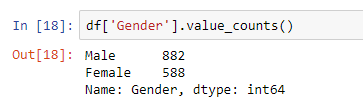 In [18]: df['Gender'].value_counts()
Out[18]: Male      882
Female    588
Name: Gender, dtype: int64